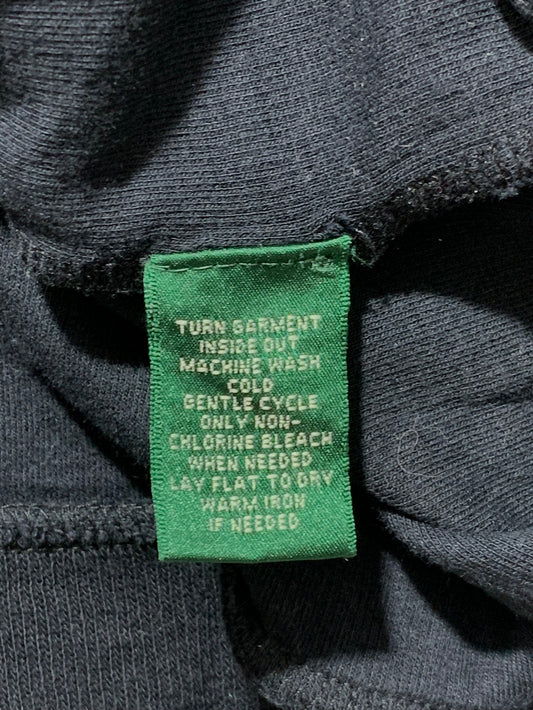 TURN GARMENT
INSIDE OUT
MACHINE WASH
COLD
GENTLE CYCLE
ONLY NON-
CHLORINE BLEACH
WHEN NEEDED
LAY FLAT TO DRY
WARM IRON
IF NEEDED